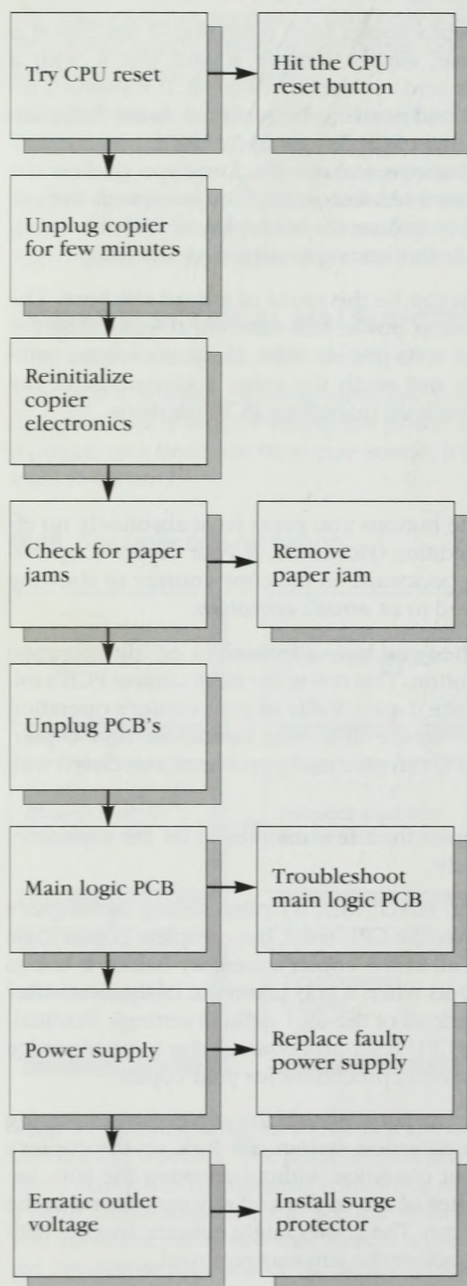 Try CPU reset
Hit the CPU
reset button
Unplug copier
for few minutes
Reinitialize
copier
electronics
Check for paper
jams
Remove
paper jam
Unplug PCB's
Main logic PCB
Troubleshoot
main logic PCB
Power supply
Replace faulty
power supply
Erratic outlet
voltage
Install surge
protector